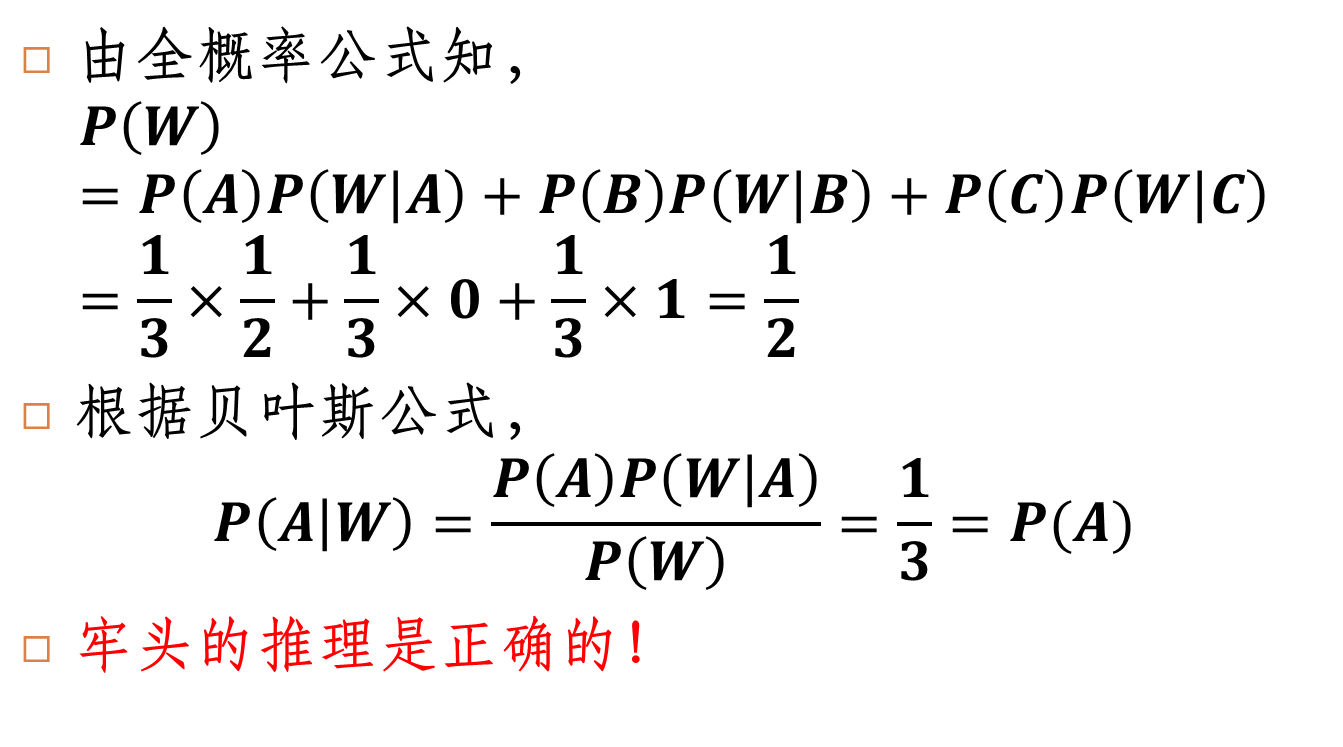 □ 由全概率公式知，
P(W)
= P(A)P(W|A) + P(B)P(W|B) + P(C)P(W|C)
= 1/3 × 1/2 + 1/3 × 0 + 1/3 × 1 = 1/2
□ 根据贝叶斯公式，
P(A|W) = P(A)P(W|A)/P(W) = 1/3 = P(A)
□ 牢头的推理是正确的！